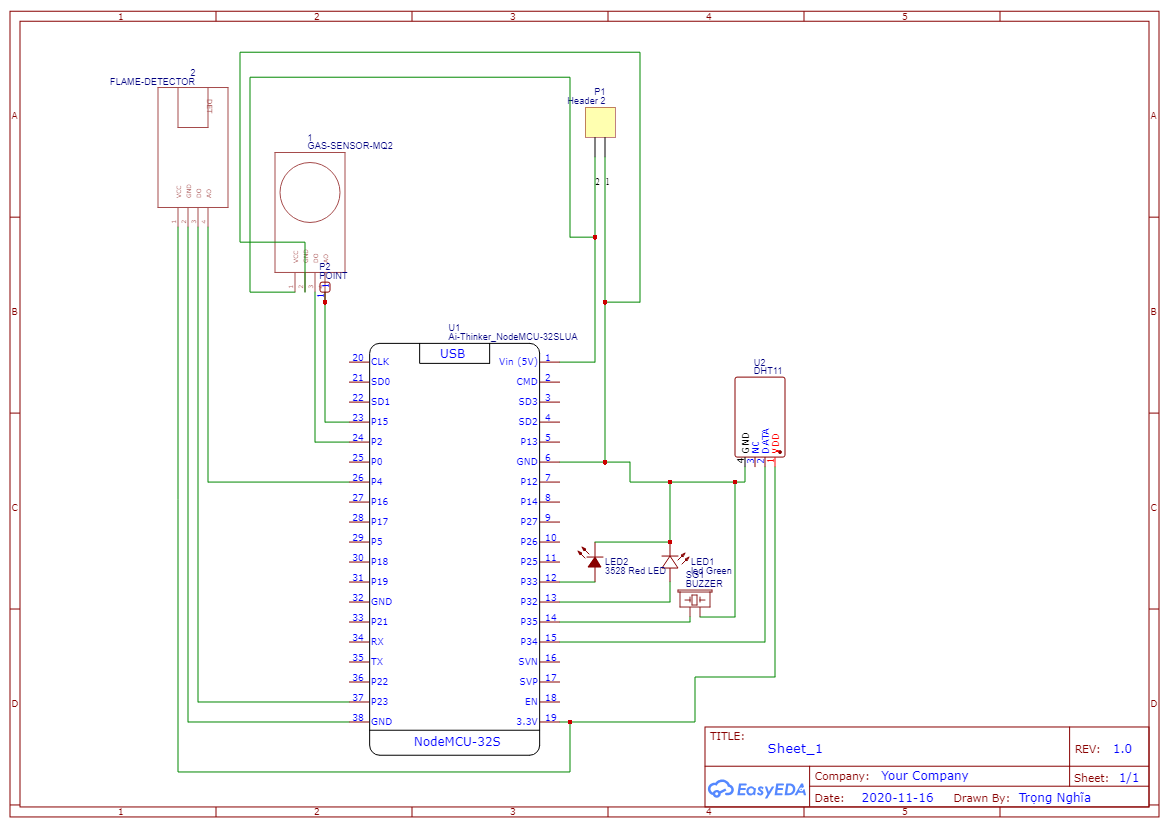 1 2 3 4 5
A
B
C
D
A
B
C
D
1 2 3 4 5
2
FLAME-DETECTOR
DET
VCC
GND
DO
AO
1
2
3
4
1
GAS-SENSOR-MQ2
VCC
GND
DO
AO
1
2
3
P2
POINT
1
P1
Header 2
2 1
U1
Ai-Thinker_NodeMCU-32SLUA
USB
20 CLK Vin (5V) 1
21 SD0 CMD 2
22 SD1 SD3 3
23 P15 SD2 4
24 P2 P13 5
25 P0 GND 6
26 P4 P12 7
27 P16 P14 8
28 P17 P27 9
29 P5 P26 10
30 P18 P25 11
31 P19 P33 12
32 GND P32 13
33 P21 P35 14
34 RX P34 15
35 TX SVN 16
36 P22 SVP 17
37 P23 EN 18
38 GND 3.3V 19
NodeMCU-32S
U2
DHT11
GND
NC
DATA
VDD
4
3
2
1
LED2
3528 Red LED
LED1
led Green
SG1
BUZZER
TITLE:
Sheet_1
REV: 1.0
EasyEDA
Company: Your Company
Sheet: 1/1
Date: 2020-11-16 Drawn By: Trọng Nghĩa